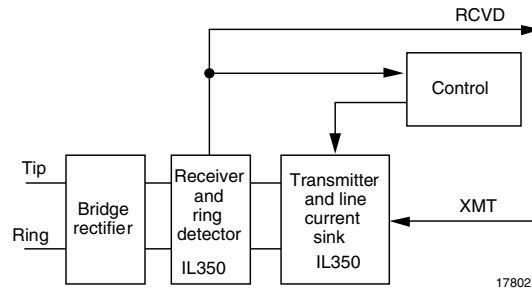 RCVD
Control
Tip
Ring
Bridge
rectifier
Receiver
and
ring
detector
IL350
Transmitter
and line
current
sink
IL350
XMT
17802